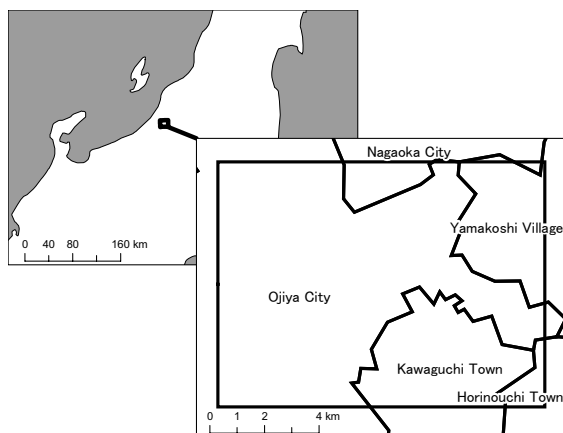 Nagaoka City
Yamakoshi Village
Ojiya City
Kawaguchi Town
Horinouchi Town
0 40 80 160 km
0 1 2 4 km